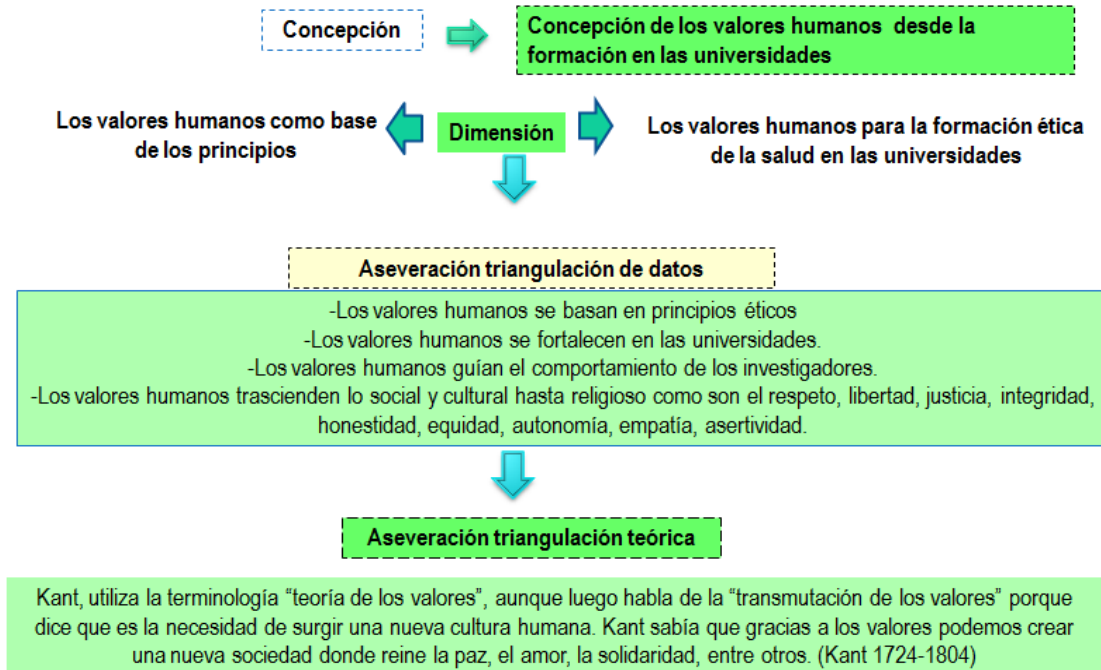 Concepción
Concepción de los valores humanos desde la
formación en las universidades
Los valores humanos como base
de los principios
Dimensión
Los valores humanos para la formación ética
de la salud en las universidades
Aseveración triangulación de datos
-Los valores humanos se basan en principios éticos
-Los valores humanos se fortalecen en las universidades.
-Los valores humanos guían el comportamiento de los investigadores.
-Los valores humanos trascienden lo social y cultural hasta religioso como son el respeto, libertad, justicia, integridad,
honestidad, equidad, autonomía, empatía, asertividad.
Aseveración triangulación teórica
Kant, utiliza la terminología “teoría de los valores”, aunque luego habla de la “transmutación de los valores” porque
dice que es la necesidad de surgir una nueva cultura humana. Kant sabía que gracias a los valores podemos crear
una nueva sociedad donde reine la paz, el amor, la solidaridad, entre otros. (Kant 1724-1804)